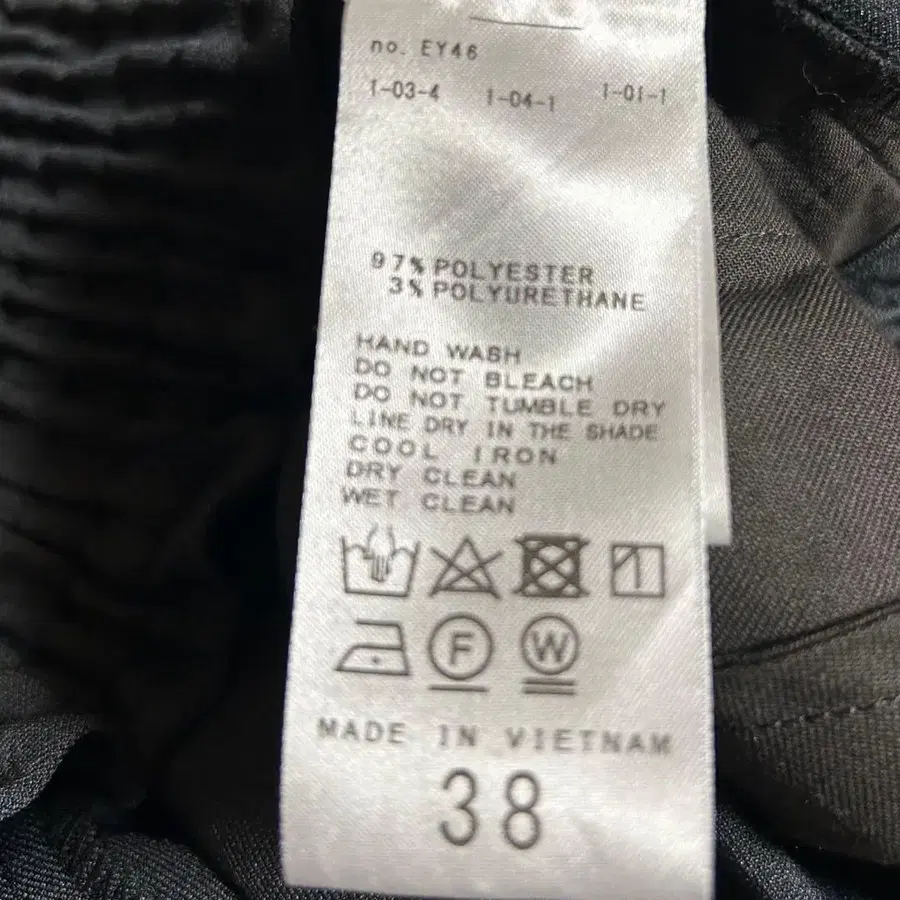 no. EY46
1-03-4 1-04-1 1-01-1
97% POLYESTER
3% POLYURETHANE
HAND WASH
DO NOT BLEACH
DO NOT TUMBLE DRY
LINE DRY IN THE SHADE
COOL IRON
DRY CLEAN
WET CLEAN
F W
MADE IN VIETNAM
38